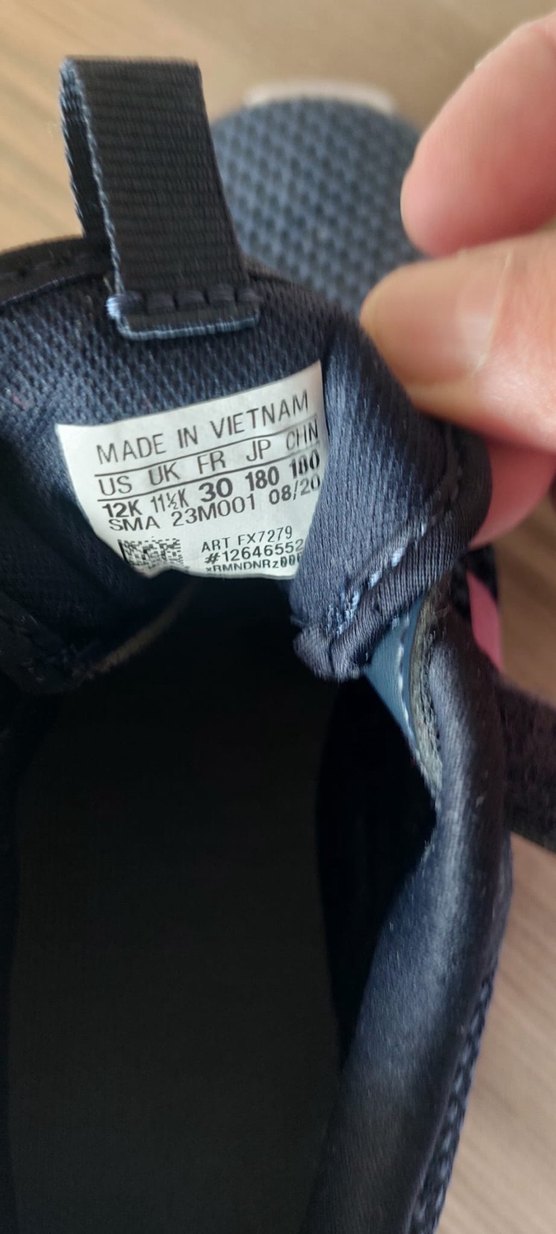 MADE IN VIETNAM
US UK FR JP CHN
12K 11½K 30 180 180
SMA 23M001 08/20
ART FX7279
#12646552